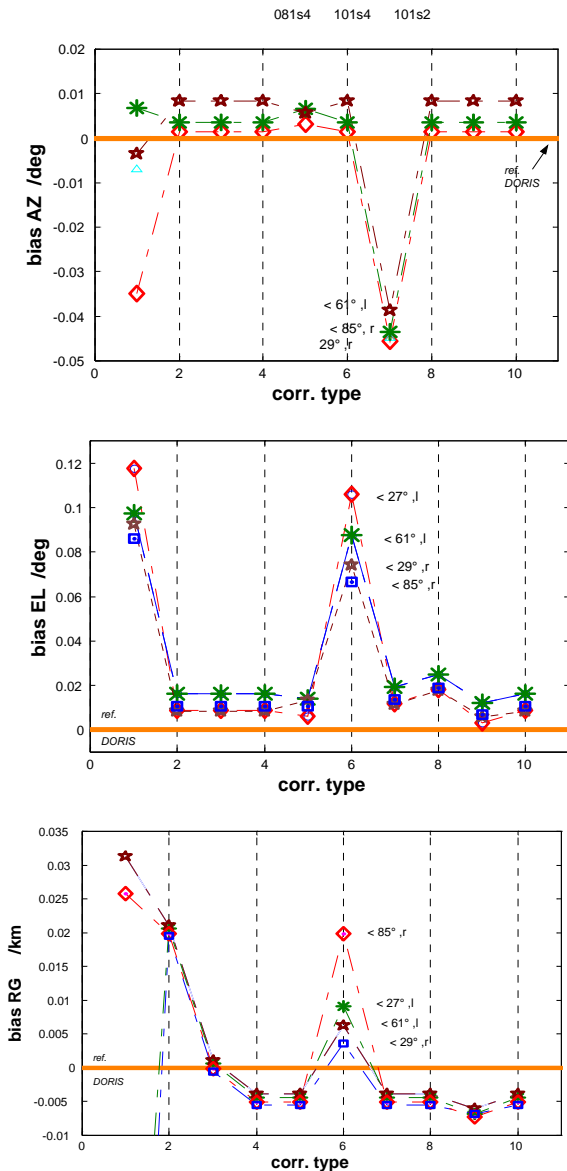 081s4 101s4 101s2
0.02
0.01
0
-0.01
-0.02
-0.03
-0.04
-0.05
bias AZ /deg
ref.
DORIS
< 61° ,l
< 85°, r
29° ,r
0 2 4 6 8 10
corr. type
0.12
0.1
0.08
0.06
0.04
0.02
0
bias EL /deg
< 27° ,l
< 61° ,l
< 29° ,r
< 85° ,r
ref.
DORIS
0 2 4 6 8 10
corr. type
0.035
0.03
0.025
0.02
0.015
0.01
0.005
0
-0.005
-0.01
bias RG /km
< 85° ,r
< 27° ,l
< 61° ,l
< 29° ,r
ref.
DORIS
0 2 4 6 8 10
corr. type